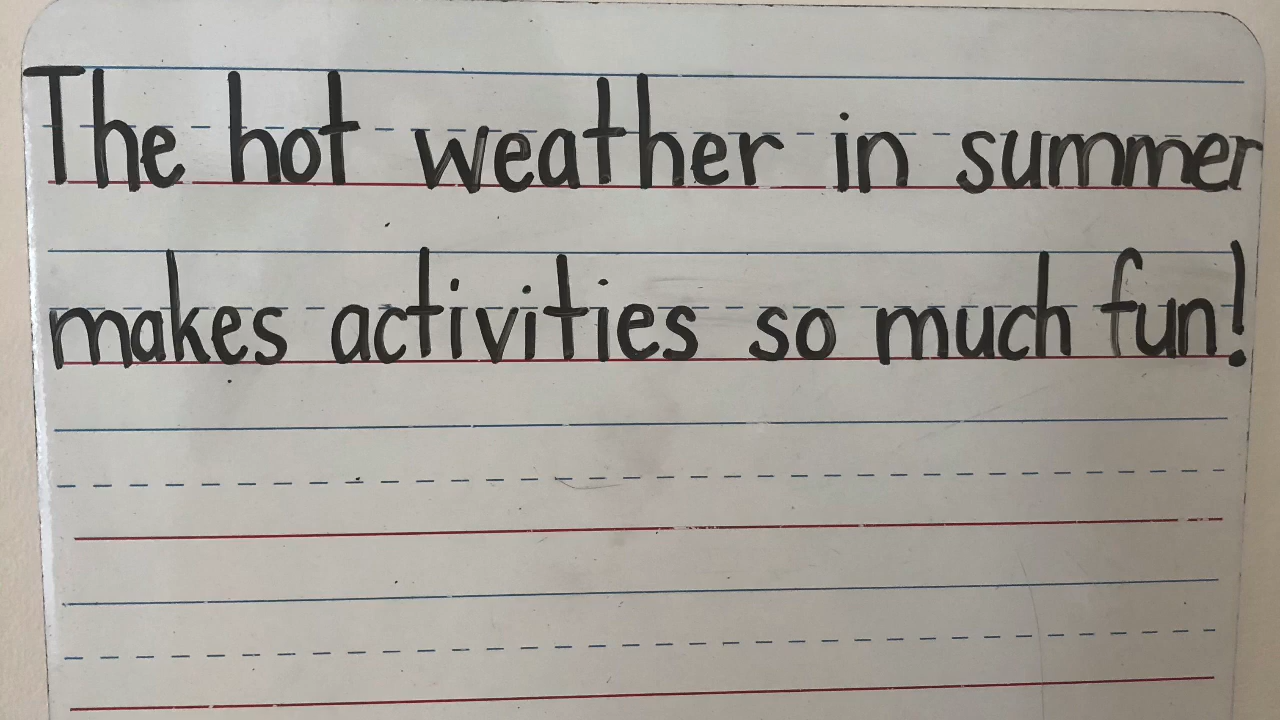 The hot weather in summer
makes activities so much fun!